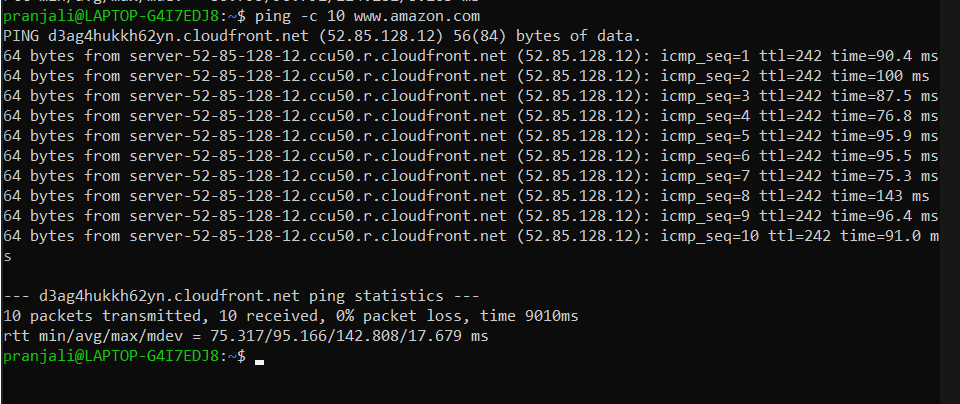 pranjali@LAPTOP-G4I7EDJ8:~$ ping -c 10 www.amazon.com
PING d3ag4hukkh62yn.cloudfront.net (52.85.128.12) 56(84) bytes of data.
64 bytes from server-52-85-128-12.ccu50.r.cloudfront.net (52.85.128.12): icmp_seq=1 ttl=242 time=90.4 ms
64 bytes from server-52-85-128-12.ccu50.r.cloudfront.net (52.85.128.12): icmp_seq=2 ttl=242 time=100 ms
64 bytes from server-52-85-128-12.ccu50.r.cloudfront.net (52.85.128.12): icmp_seq=3 ttl=242 time=87.5 ms
64 bytes from server-52-85-128-12.ccu50.r.cloudfront.net (52.85.128.12): icmp_seq=4 ttl=242 time=76.8 ms
64 bytes from server-52-85-128-12.ccu50.r.cloudfront.net (52.85.128.12): icmp_seq=5 ttl=242 time=95.9 ms
64 bytes from server-52-85-128-12.ccu50.r.cloudfront.net (52.85.128.12): icmp_seq=6 ttl=242 time=95.5 ms
64 bytes from server-52-85-128-12.ccu50.r.cloudfront.net (52.85.128.12): icmp_seq=7 ttl=242 time=75.3 ms
64 bytes from server-52-85-128-12.ccu50.r.cloudfront.net (52.85.128.12): icmp_seq=8 ttl=242 time=143 ms
64 bytes from server-52-85-128-12.ccu50.r.cloudfront.net (52.85.128.12): icmp_seq=9 ttl=242 time=96.4 ms
64 bytes from server-52-85-128-12.ccu50.r.cloudfront.net (52.85.128.12): icmp_seq=10 ttl=242 time=91.0 m
s
--- d3ag4hukkh62yn.cloudfront.net ping statistics ---
10 packets transmitted, 10 received, 0% packet loss, time 9010ms
rtt min/avg/max/mdev = 75.317/95.166/142.808/17.679 ms
pranjali@LAPTOP-G4I7EDJ8:~$